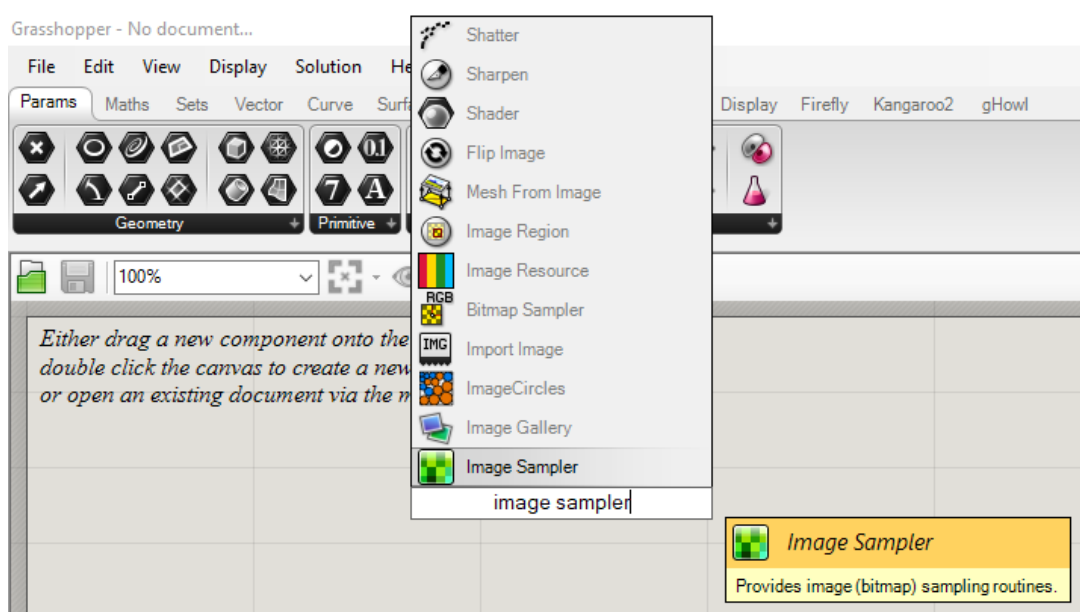 Grasshopper - No document...
File Edit View Display Solution He
Params Maths Sets Vector Curve Surf Display Firefly Kangaroo2 gHowl
Geometry Primitive
100%
Either drag a new component onto the
double click the canvas to create a new
or open an existing document via the m
Shatter
Sharpen
Shader
Flip Image
Mesh From Image
Image Region
Image Resource
RGB
Bitmap Sampler
IMG
Import Image
ImageCircles
Image Gallery
Image Sampler
image sampler
Image Sampler
Provides image (bitmap) sampling routines.